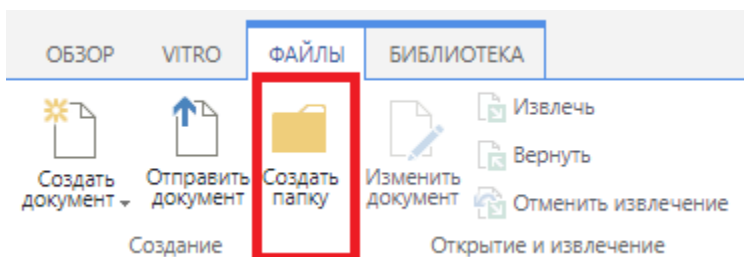 ОБЗОР VITRO ФАЙЛЫ БИБЛИОТЕКА
Создать документ
Отправить документ
Создать папку
Изменить документ
Извлечь
Вернуть
Отменить извлечение
Создание
Открытие и извлечение